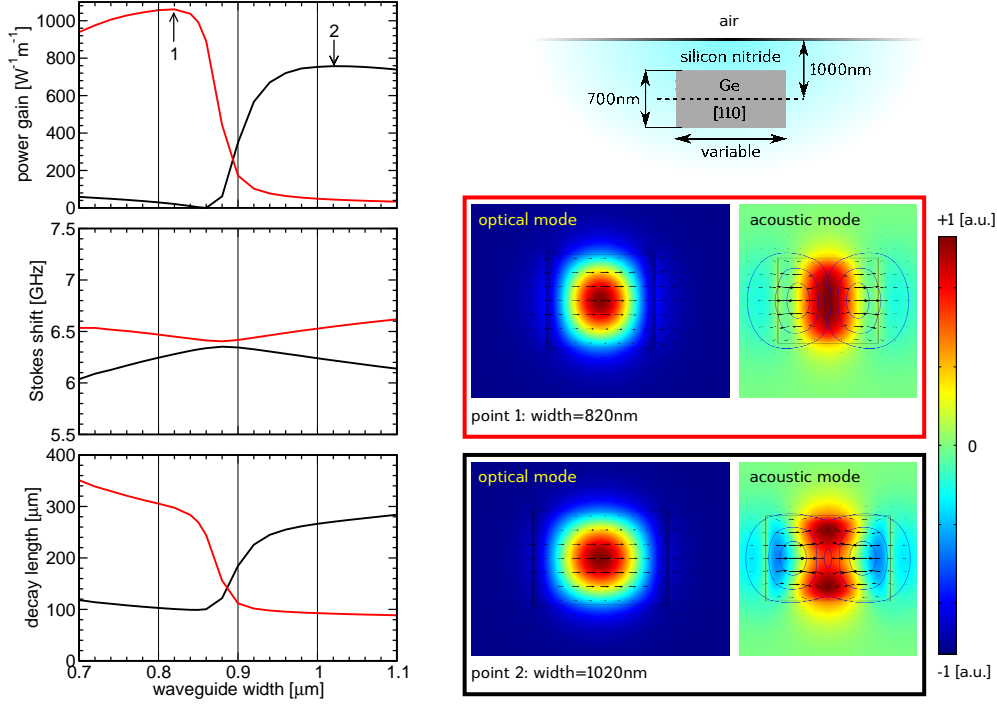 power gain [W⁻¹m⁻¹]
1000
800
600
400
200
0
1
2
Stokes shift [GHz]
7.5
7
6.5
6
5.5
decay length [μm]
400
300
200
100
0
0.7 0.8 0.9 1 1.1
waveguide width [μm]
air
silicon nitride
1000nm
700nm
Ge
[110]
variable
optical mode
acoustic mode
point 1: width=820nm
optical mode
acoustic mode
point 2: width=1020nm
+1 [a.u.]
0
-1 [a.u.]